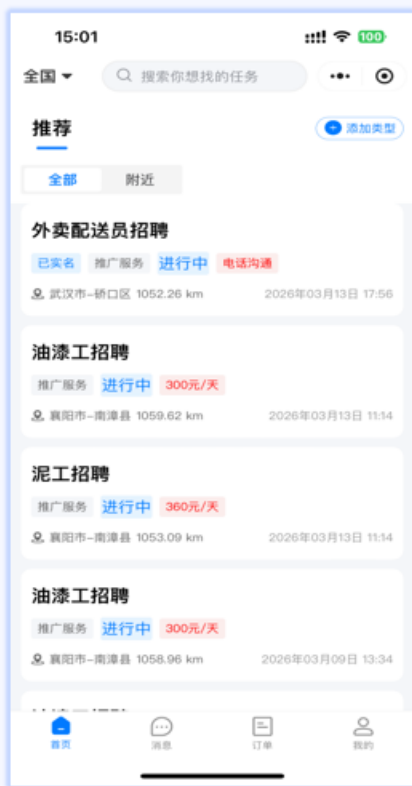 15:01 100
全国 搜索你想找的任务
推荐 添加类型
全部 附近
外卖配送员招聘
已实名 推广服务 进行中 电话沟通
武汉市-硚口区 1052.26 km 2026年03月13日 17:56
油漆工招聘
推广服务 进行中 300元/天
襄阳市-南漳县 1059.62 km 2026年03月13日 11:14
泥工招聘
推广服务 进行中 360元/天
襄阳市-南漳县 1053.09 km 2026年03月13日 11:14
油漆工招聘
推广服务 进行中 300元/天
襄阳市-南漳县 1058.96 km 2026年03月09日 13:34
首页 消息 订单 我的